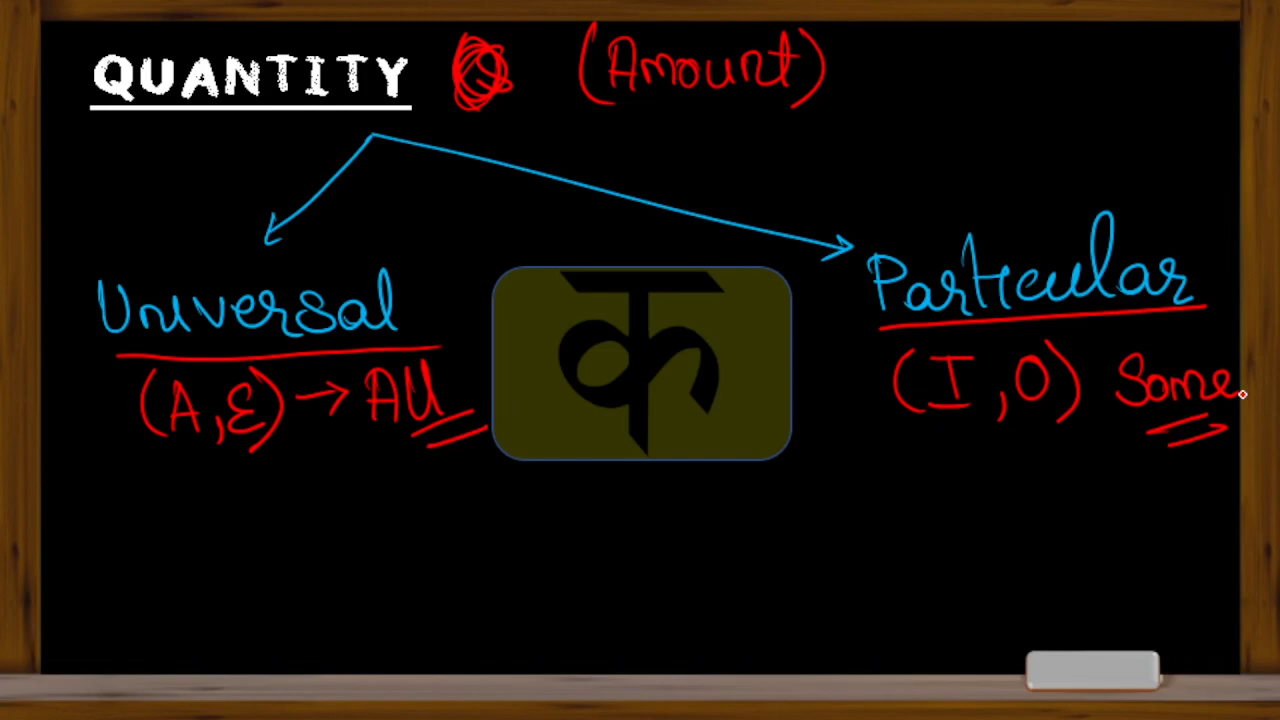 QUANTITY (Amount)
Universal
Particular
(A, E) → All
(I, O) Some
क